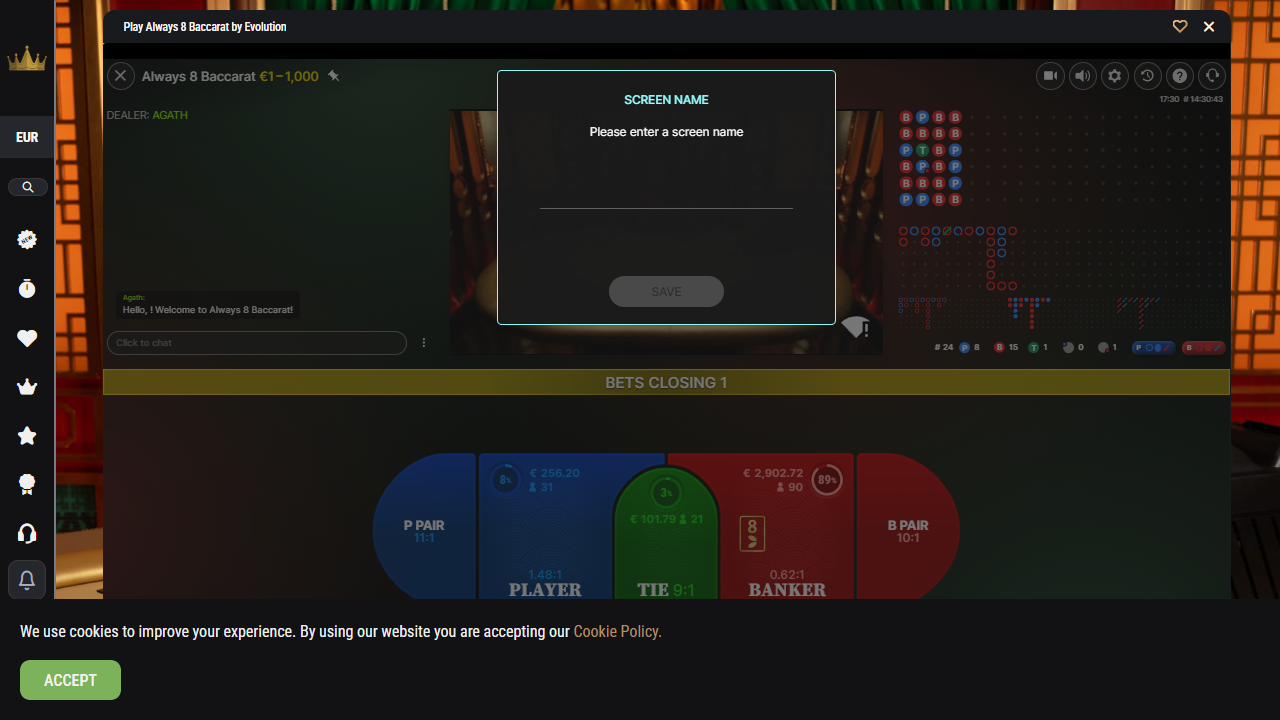 Play Always 8 Baccarat by Evolution
EUR
NEW
Always 8 Baccarat €1–1,000
17:30 #14:30:43
DEALER: AGATH
SCREEN NAME
Please enter a screen name
SAVE
B P B B
B B B B
P T B P
B P B P
B B B P
P P B P
Agath:
Hello, ! Welcome to Always 8 Baccarat!
Click to chat
# 24 P 8 B 15 T 1 0 1 P B
BETS CLOSING 1
P PAIR
11:1
8%
€ 256.20
31
1.48:1
PLAYER
3%
€ 101.79 21
TIE 9:1
€ 2,902.72
90
89%
8
0.62:1
BANKER
B PAIR
10:1
We use cookies to improve your experience. By using our website you are accepting our Cookie Policy.
ACCEPT